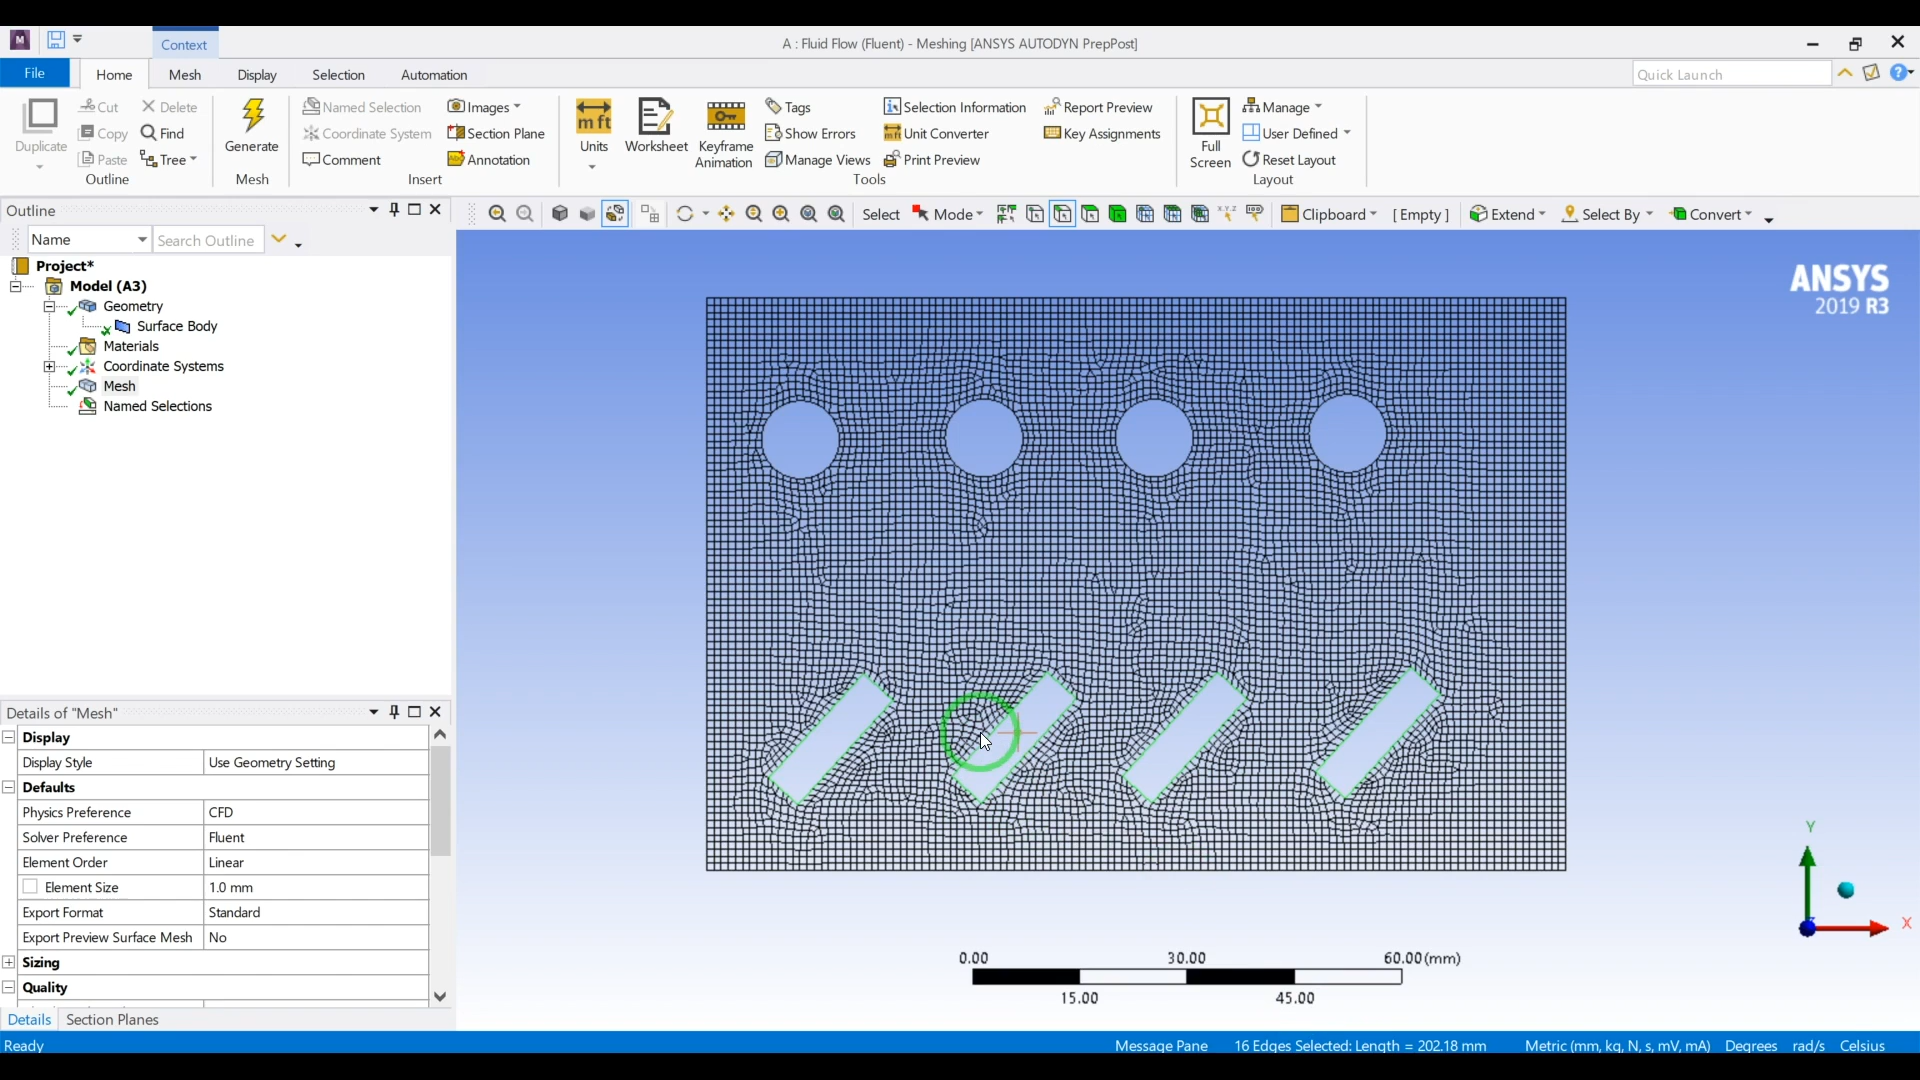 Context
A : Fluid Flow (Fluent) - Meshing [ANSYS AUTODYN PrepPost]
File Home Mesh Display Selection Automation
Quick Launch
Duplicate
Cut Delete
Copy Find
Paste Tree
Outline
Generate
Mesh
Named Selection Images
Coordinate System Section Plane
Comment Annotation
Insert
Units
Worksheet
Keyframe
Animation
Tags Selection Information Report Preview
Show Errors Unit Converter Key Assignments
Manage Views Print Preview
Tools
Full
Screen
Manage
User Defined
Reset Layout
Layout
Outline
Select Mode Clipboard [Empty] Extend Select By Convert
Name Search Outline
Project*
Model (A3)
Geometry
Surface Body
Materials
Coordinate Systems
Mesh
Named Selections
ANSYS
2019 R3
Details of "Mesh"
Display
Display Style Use Geometry Setting
Defaults
Physics Preference CFD
Solver Preference Fluent
Element Order Linear
Element Size 1.0 mm
Export Format Standard
Export Preview Surface Mesh No
Sizing
Quality
Details Section Planes
Y
X
0.00 30.00 60.00(mm)
15.00 45.00
Ready Message Pane 16 Edges Selected: Length = 202.18 mm Metric (mm, kg, N, s, mV, mA) Degrees rad/s Celsius